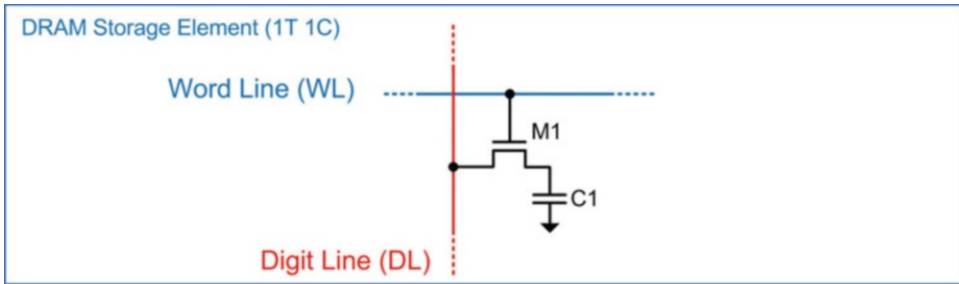 DRAM Storage Element (1T 1C)
Word Line (WL)
M1
C1
Digit Line (DL)